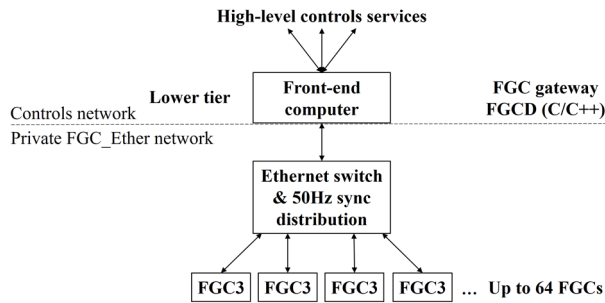 High-level controls services
Lower tier
Front-end
computer
FGC gateway
FGCD (C/C++)
Controls network
Private FGC_Ether network
Ethernet switch
& 50Hz sync
distribution
FGC3 FGC3 FGC3 FGC3 ... Up to 64 FGCs